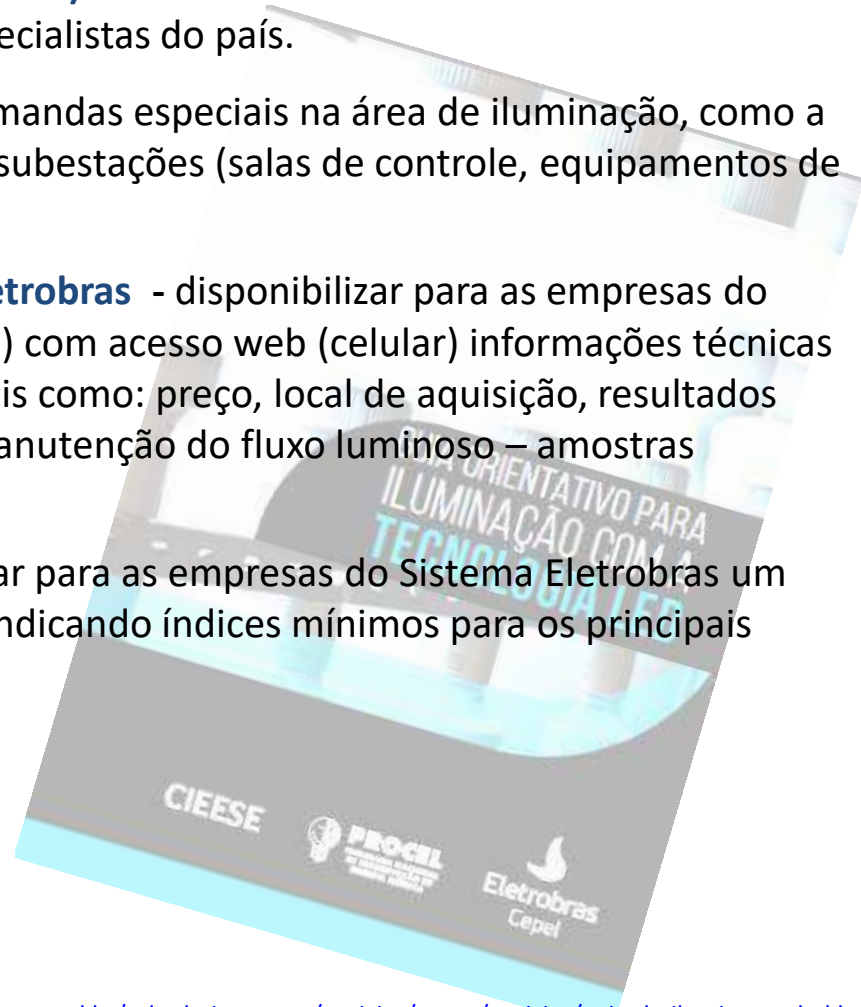 ecialistas do país.
mandas especiais na área de iluminação, como a
subestações (salas de controle, equipamentos de
etrobras - disponibilizar para as empresas do
) com acesso web (celular) informações técnicas
is como: preço, local de aquisição, resultados
anutenção do fluxo luminoso – amostras
ar para as empresas do Sistema Eletrobras um
ndicando índices mínimos para os principais
GUIA ORIENTATIVO PARA
ILUMINAÇÃO COM A
TECNOLOGIA LED
CIEESE
PROCEL
Eletrobras
Cepel